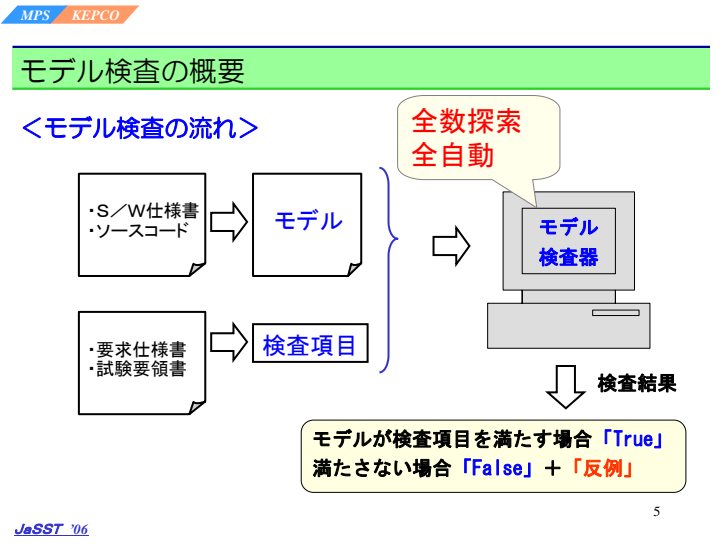 MPS KEPCO
モデル検査の概要
＜モデル検査の流れ＞
全数探索
全自動
・Ｓ／Ｗ仕様書
・ソースコード
モデル
モデル
検査器
・要求仕様書
・試験要領書
検査項目
検査結果
モデルが検査項目を満たす場合「True」
満たさない場合「False」＋「反例」
5
JaSST '06